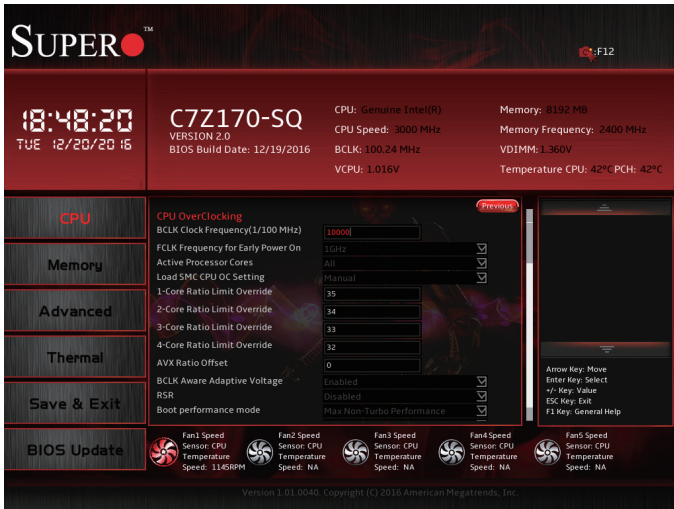 SUPER TM
C :F12
18:48:20
TUE 12/20/2016
C7Z170-SQ
VERSION 2.0
BIOS Build Date: 12/19/2016
CPU: Genuine Intel(R)
CPU Speed: 3000 MHz
BCLK: 100.24 MHz
VCPU: 1.016V
Memory: 8192 MB
Memory Frequency: 2400 MHz
VDIMM: 1.360V
Temperature CPU: 42°C PCH: 42°C
CPU
Memory
Advanced
Thermal
Save & Exit
BIOS Update
Previous
CPU OverClocking
BCLK Clock Frequency(1/100 MHz) 10000
FCLK Frequency for Early Power On 1GHz
Active Processor Cores All
Load SMC CPU OC Setting Manual
1-Core Ratio Limit Override 35
2-Core Ratio Limit Override 34
3-Core Ratio Limit Override 33
4-Core Ratio Limit Override 32
AVX Ratio Offset 0
BCLK Aware Adaptive Voltage Enabled
RSR Disabled
Boot performance mode Max Non-Turbo Performance
Arrow Key: Move
Enter Key: Select
+/- Key: Value
ESC Key: Exit
F1 Key: General Help
Fan1 Speed
Sensor: CPU
Temperature
Speed: 1145RPM
Fan2 Speed
Sensor: CPU
Temperature
Speed: NA
Fan3 Speed
Sensor: CPU
Temperature
Speed: NA
Fan4 Speed
Sensor: CPU
Temperature
Speed: NA
Fan5 Speed
Sensor: CPU
Temperature
Speed: NA
Version 1.01.0040. Copyright (C) 2016 American Megatrends, Inc.